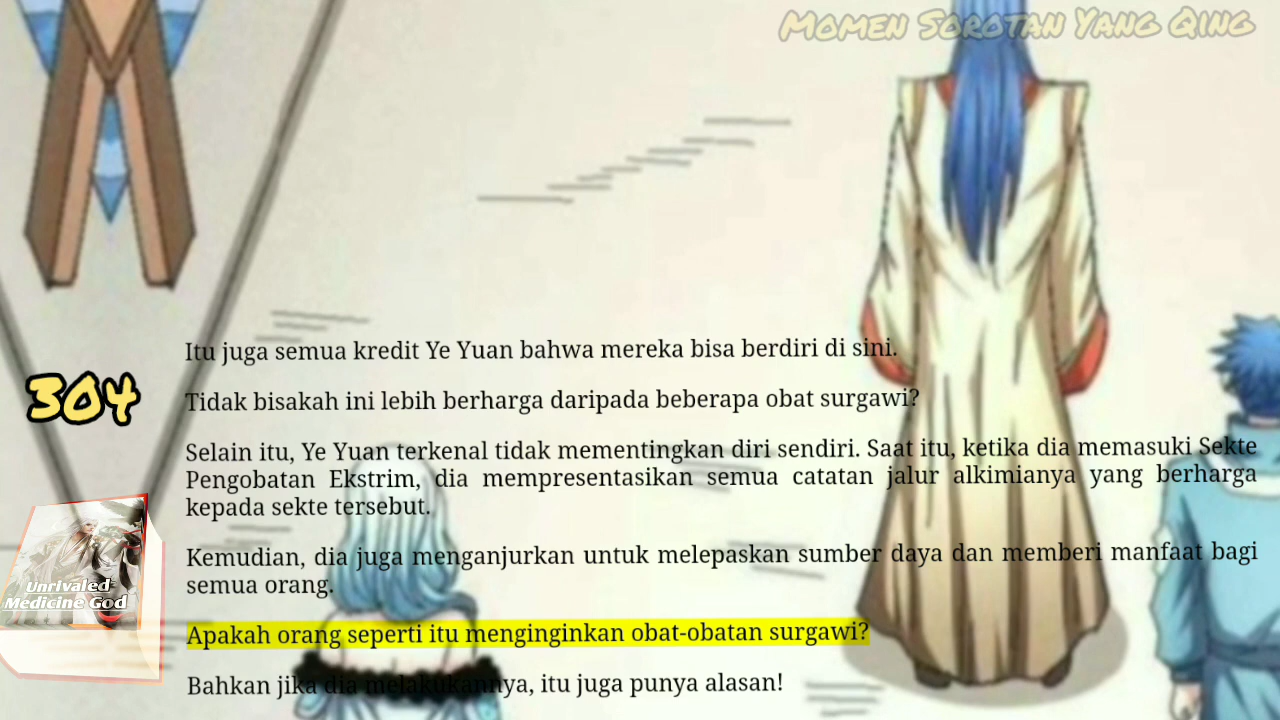 Momen Sorotan Yang Qing
Itu juga semua kredit Ye Yuan bahwa mereka bisa berdiri di sini.
304
Tidak bisakah ini lebih berharga daripada beberapa obat surgawi?
Selain itu, Ye Yuan terkenal tidak mementingkan diri sendiri. Saat itu, ketika dia memasuki Sekte
Pengobatan Ekstrim, dia mempresentasikan semua catatan jalur alkimianya yang berharga
kepada sekte tersebut.
Kemudian, dia juga menganjurkan untuk melepaskan sumber daya dan memberi manfaat bagi
semua orang.
Unrivaled
Medicine God
Apakah orang seperti itu menginginkan obat-obatan surgawi?
Bahkan jika dia melakukannya, itu juga punya alasan!